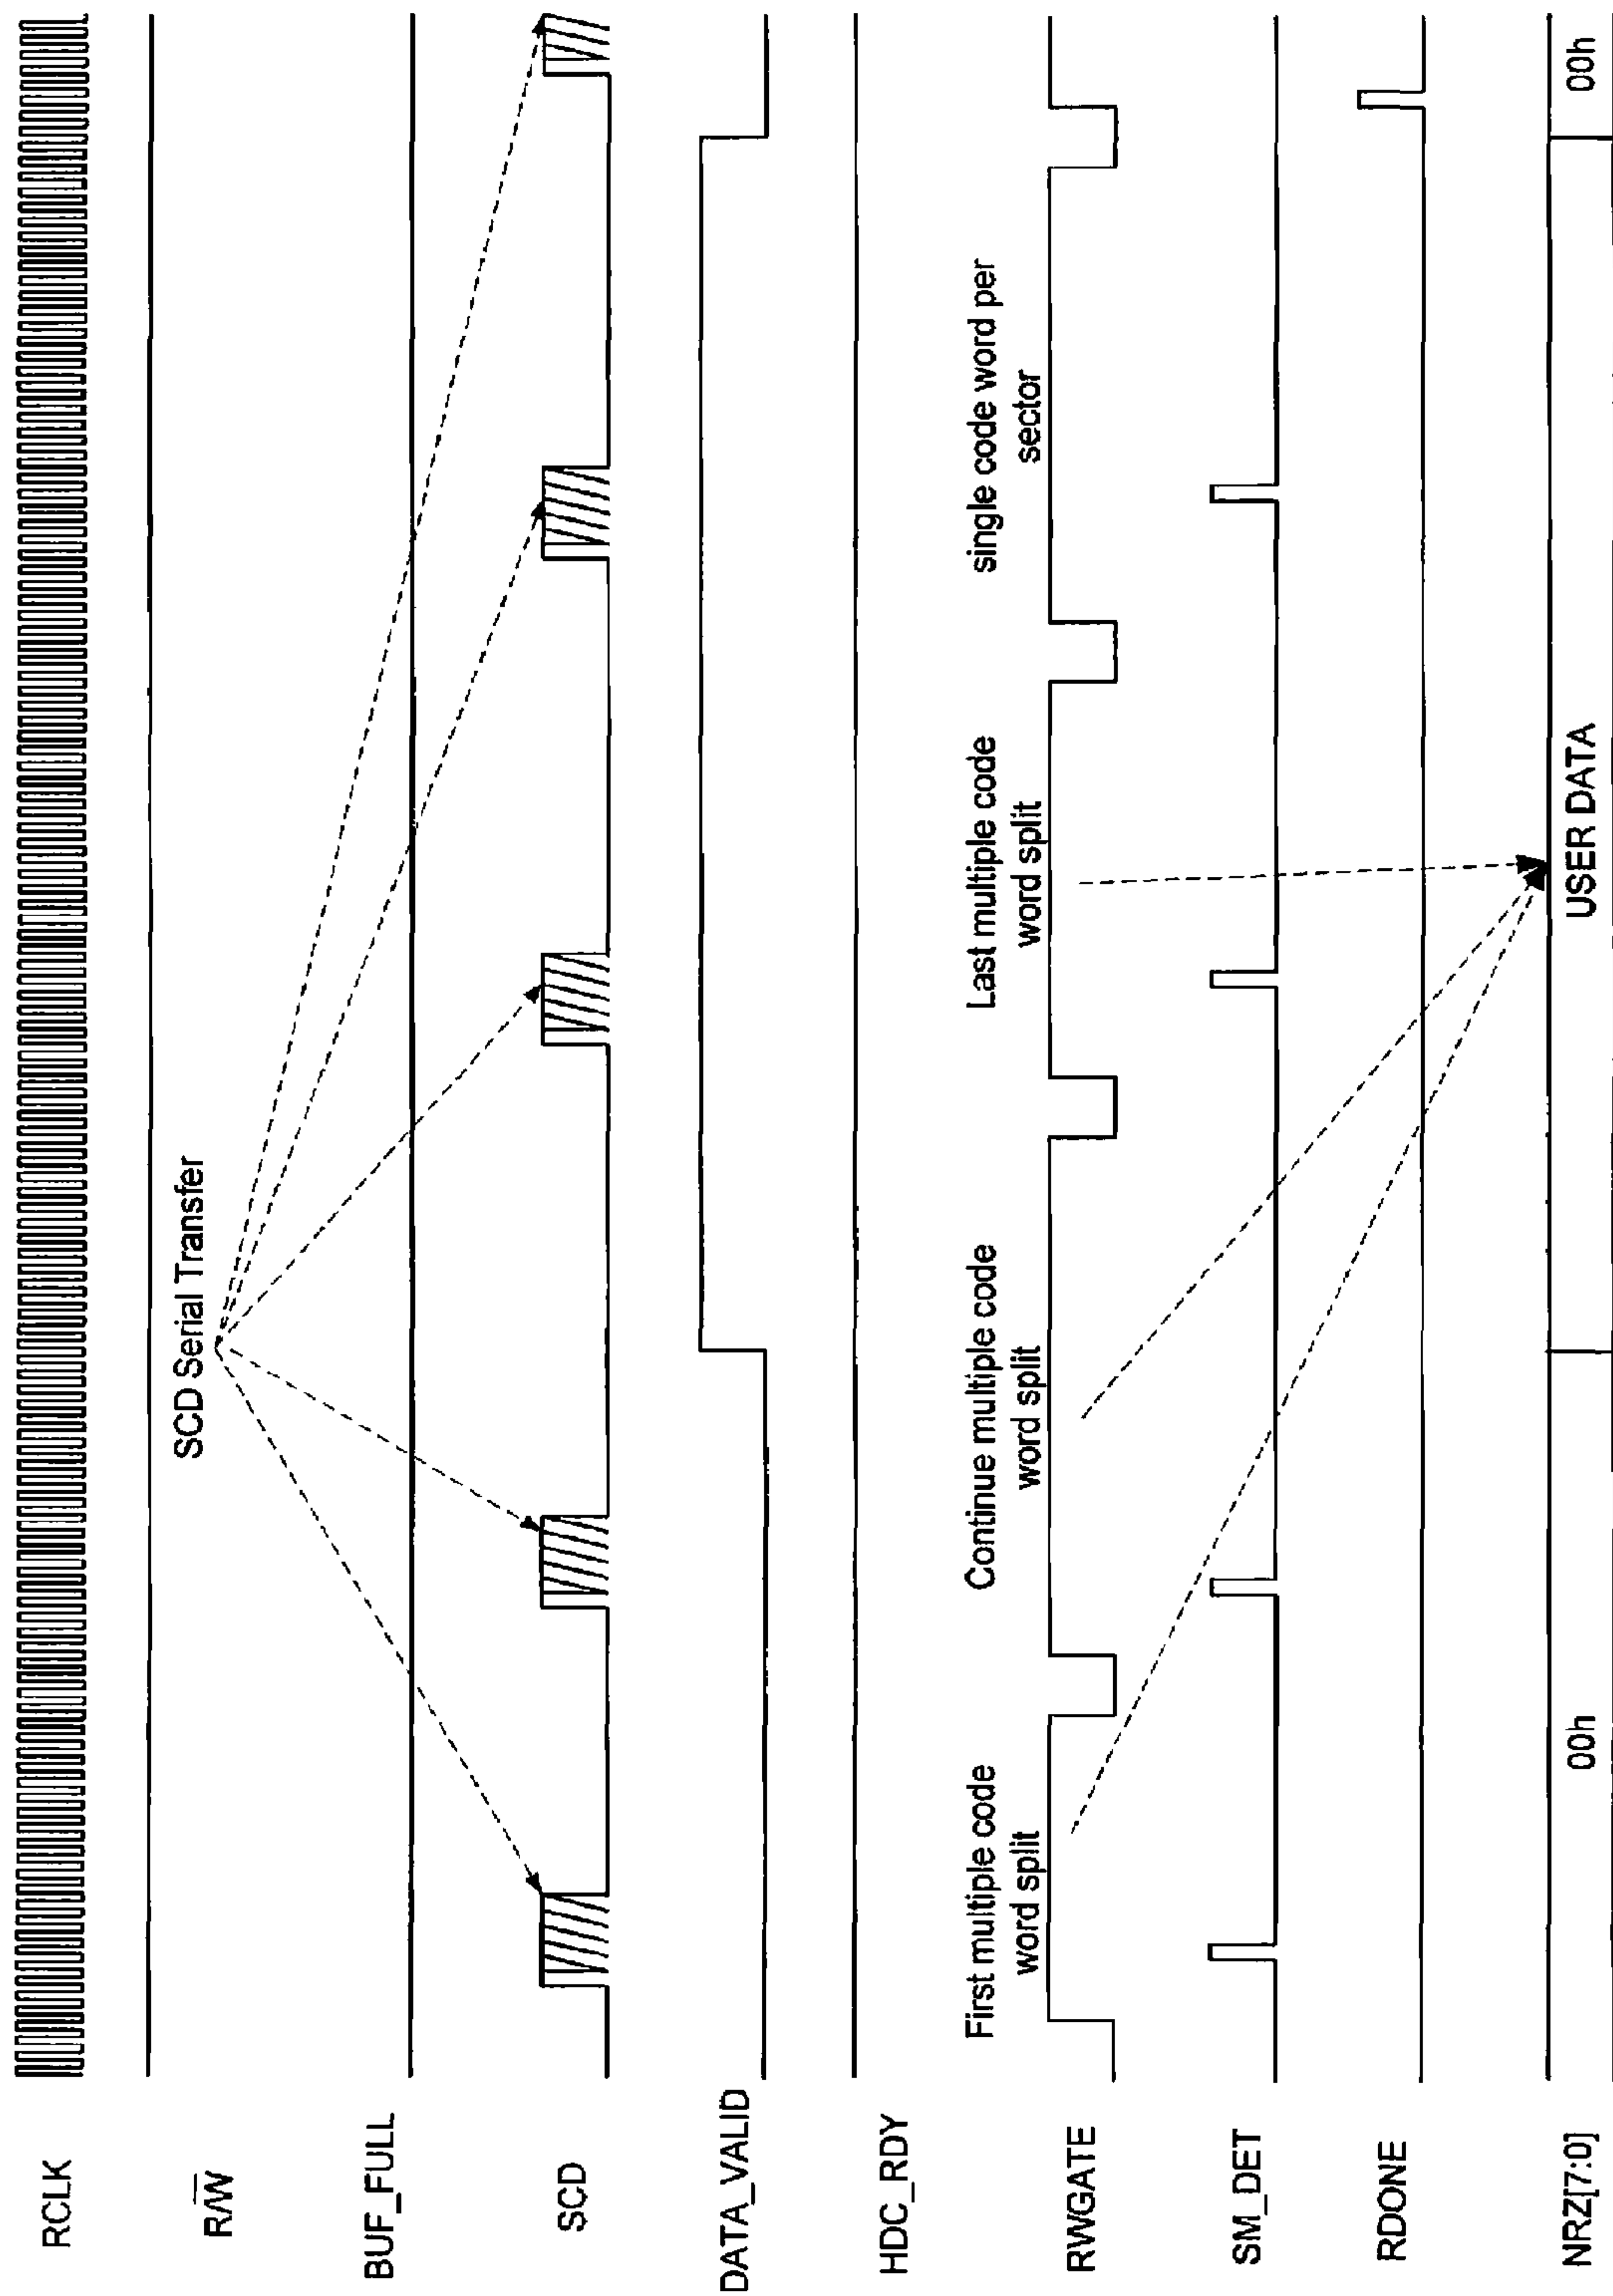 RCLK
R/W
SCD Serial Transfer
BUF_FULL
SCD
DATA_VALID
HDC_RDY
First multiple code
word split
Continue multiple code
word split
Last multiple code
word split
single code word per
sector
RWGATE
SM_DET
RDONE
NRZ[7:0]
00h
USER DATA
00h